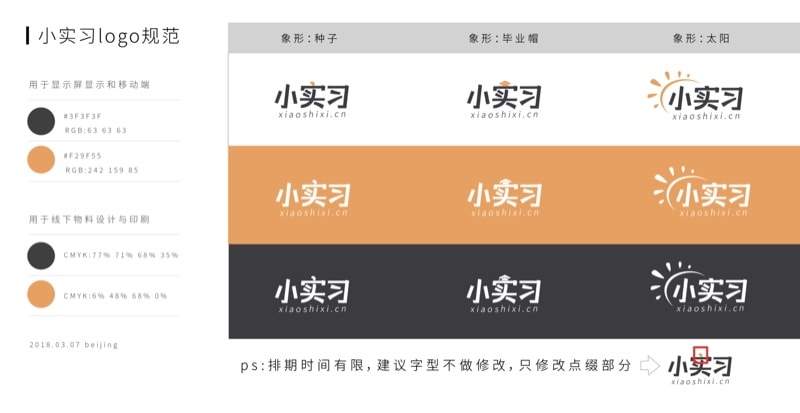 小实习logo规范
用于显示屏显示和移动端
#3F3F3F
RGB:63 63 63
#F29F55
RGB:242 159 85
用于线下物料设计与印刷
CMYK:77% 71% 68% 35%
CMYK:6% 48% 68% 0%
2018.03.07 beijing
象形:种子
象形:毕业帽
象形:太阳
小实习
xiaoshixi.cn
小实习
xiaoshixi.cn
小实习
xiaoshixi.cn
小实习
xiaoshixi.cn
小实习
xiaoshixi.cn
小实习
xiaoshixi.cn
小实习
xiaoshixi.cn
小实习
xiaoshixi.cn
小实习
xiaoshixi.cn
ps:排期时间有限,建议字型不做修改,只修改点缀部分
小实习
xiaoshixi.cn